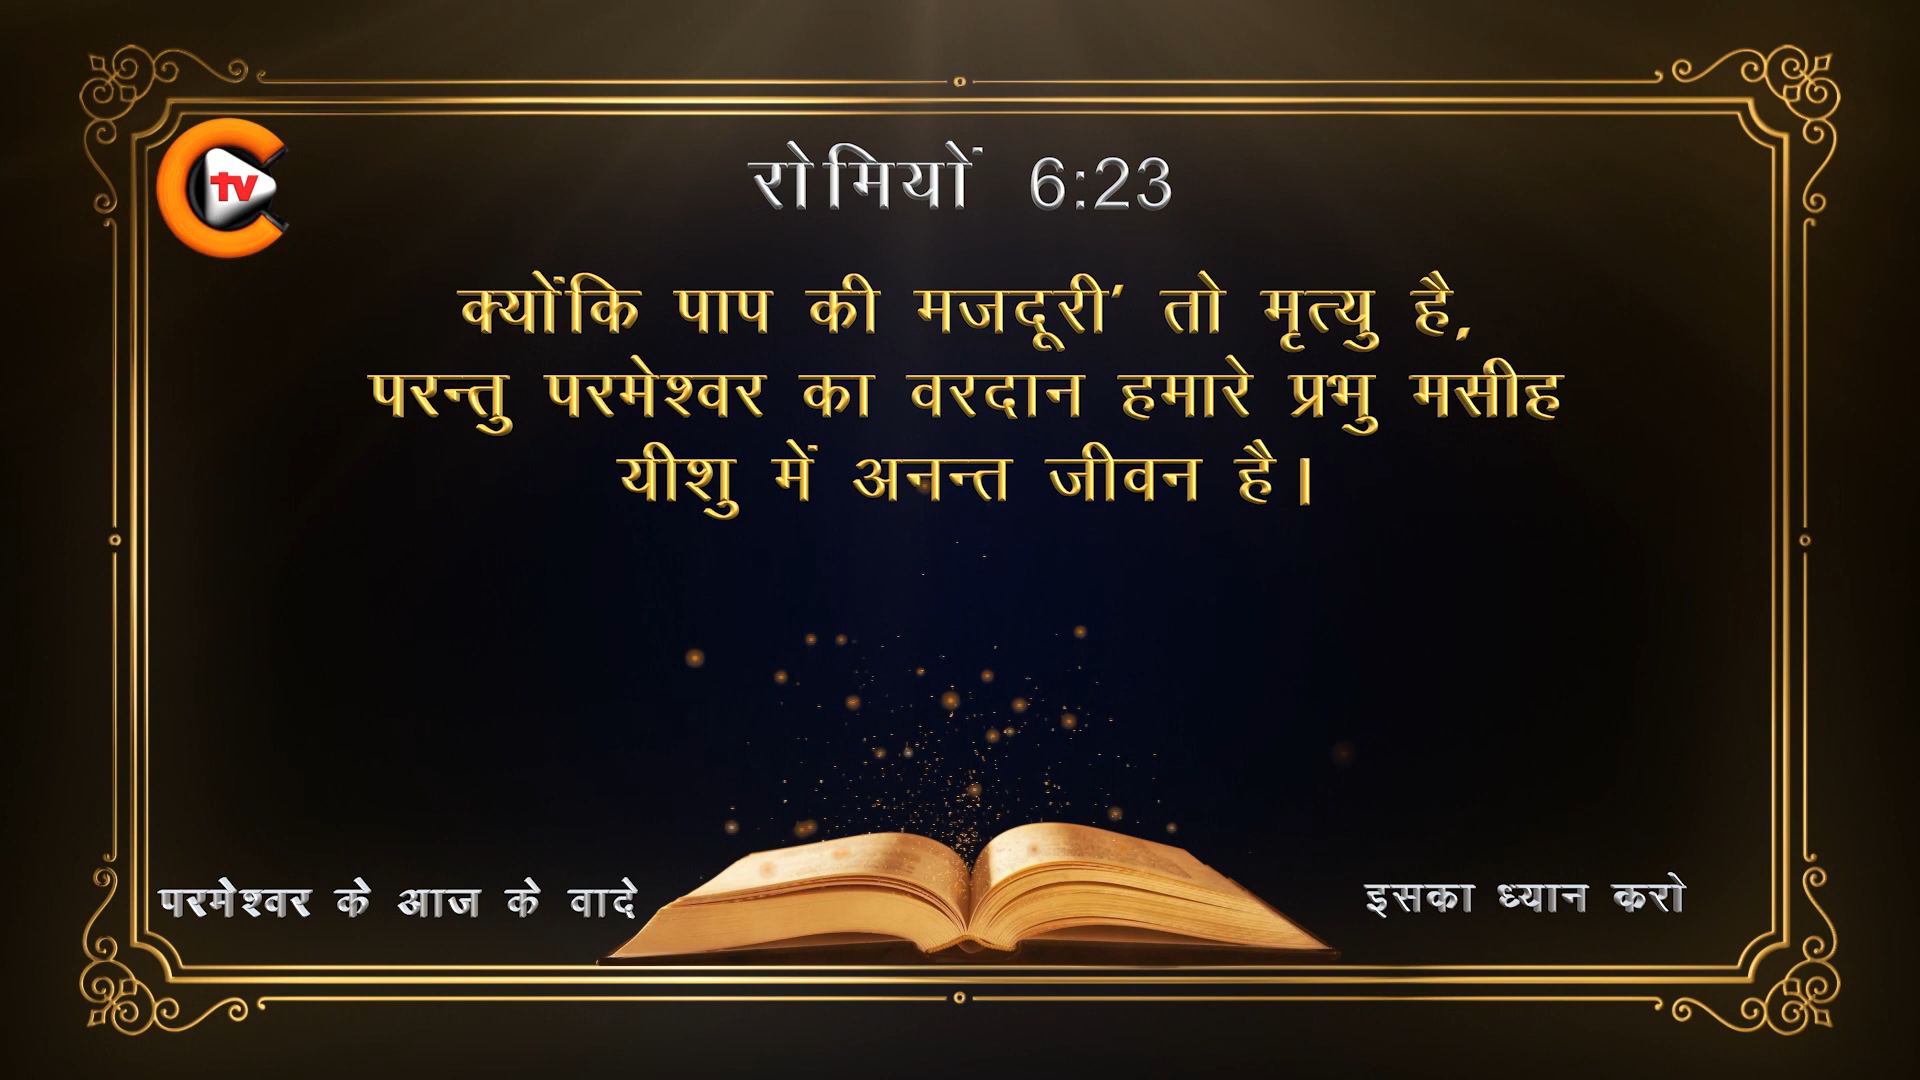 tv
रोमियों 6:23
क्योंकि पाप की मजदूरी’ तो मृत्यु है,
परन्तु परमेश्वर का वरदान हमारे प्रभु मसीह
यीशु में अनन्त जीवन है।
परमेश्वर के आज के वादे
इसका ध्यान करो